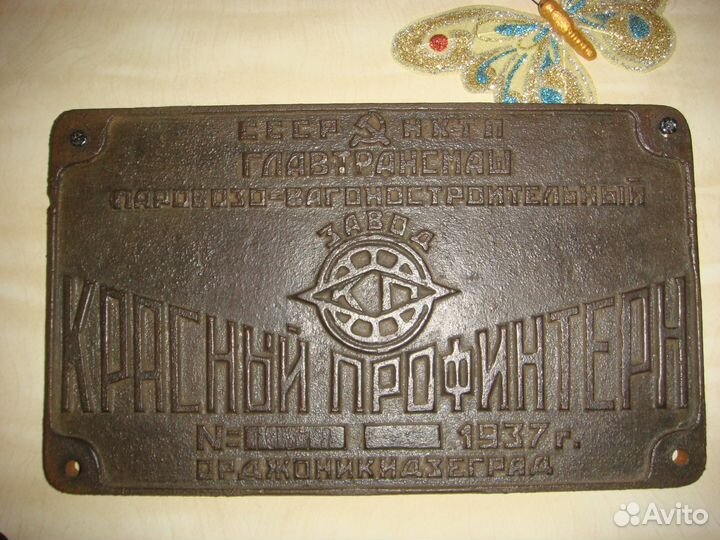 СССР НКТП
ГЛАВТРАНСМАШ
ПАРОВОЗО-ВАГОНОСТРОИТЕЛЬНЫЙ
ЗАВОД
КП
КРАСНЫЙ ПРОФИНТЕРН
№ 1937 г.
ОРДЖОНИКИДЗЕГРАД
Avito